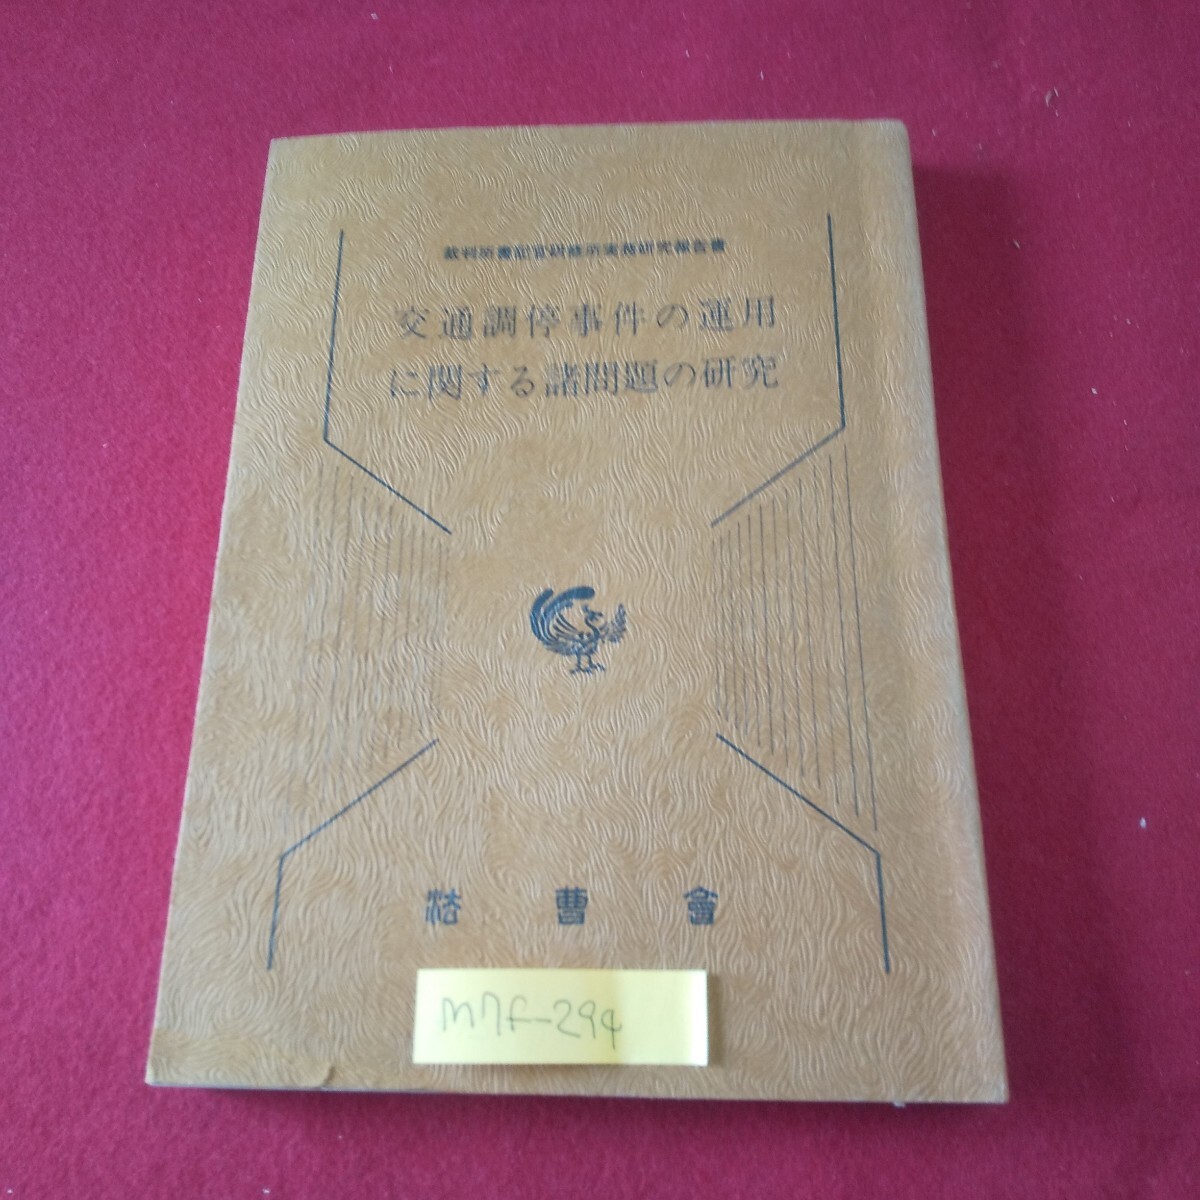 裁判所書記官研修所実務研究報告書
交通調停事件の運用
に関する諸問題の研究
法曹會
M7f-294